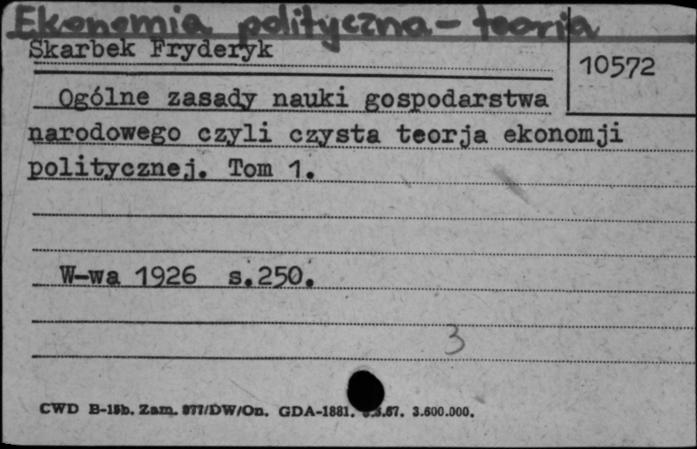 Ekonomia polityczna - teoria
Skarbek Fryderyk
10572
Ogólne zasady nauki gospodarstwa
narodowego czyli czysta teorja ekonomji
politycznej. Tom 1.
W-wa 1926 s.250.
3
CWD B-15b. Zam. 877/DW/On. GDA-1881. .67. 3.600.000.